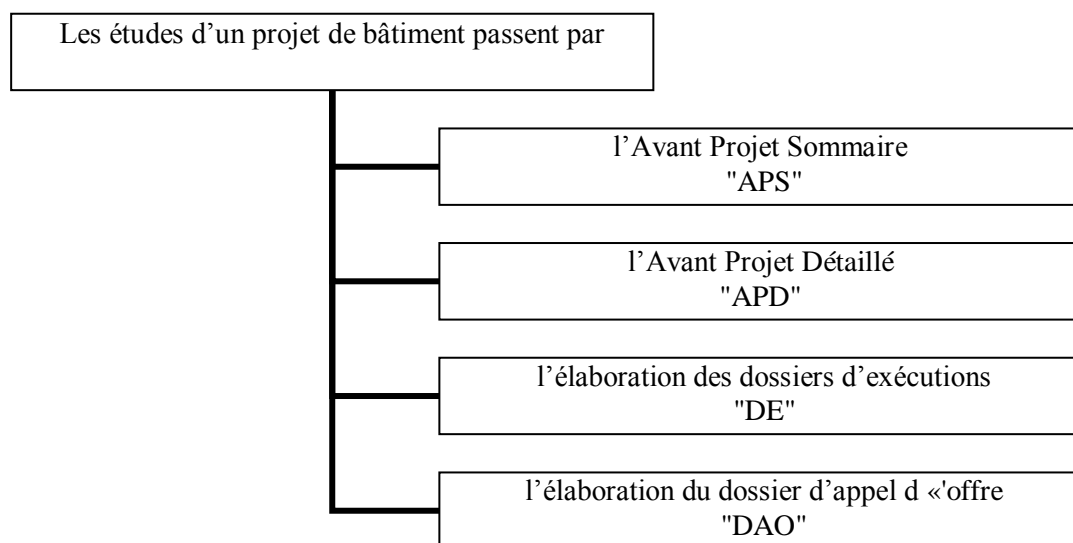 Les études d’un projet de bâtiment passent par
l’Avant Projet Sommaire
"APS"
l’Avant Projet Détaillé
"APD"
l’élaboration des dossiers d’exécutions
"DE"
l’élaboration du dossier d’appel d «'offre
"DAO"